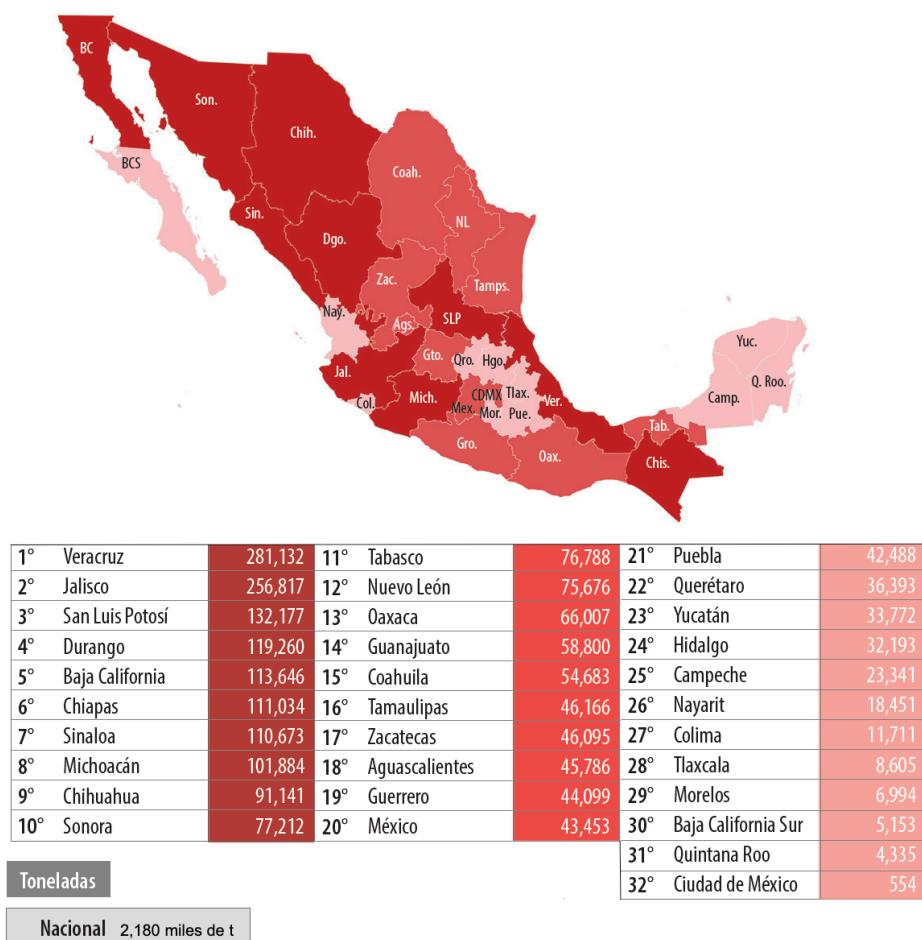 BC
Son.
Chih.
BCS
Coah.
Sin.
NL
Dgo.
Zac.
Tamps.
Nay.
SLP
Ags.
Gto.
Qro.
Hgo.
Yuc.
Jal.
Q. Roo.
Col.
Mich.
CDMX
Tlax.
Ver.
Camp.
Mex.
Mor.
Pue.
Tab.
Gro.
Oax.
Chis.
1° Veracruz 281,132 11° Tabasco 76,788 21° Puebla 42,488
2° Jalisco 256,817 12° Nuevo León 75,676 22° Querétaro 36,393
3° San Luis Potosí 132,177 13° Oaxaca 66,007 23° Yucatán 33,772
4° Durango 119,260 14° Guanajuato 58,800 24° Hidalgo 32,193
5° Baja California 113,646 15° Coahuila 54,683 25° Campeche 23,341
6° Chiapas 111,034 16° Tamaulipas 46,166 26° Nayarit 18,451
7° Sinaloa 110,673 17° Zacatecas 46,095 27° Colima 11,711
8° Michoacán 101,884 18° Aguascalientes 45,786 28° Tlaxcala 8,605
9° Chihuahua 91,141 19° Guerrero 44,099 29° Morelos 6,994
10° Sonora 77,212 20° México 43,453 30° Baja California Sur 5,153
31° Quintana Roo 4,335
32° Ciudad de México 554
Toneladas
Nacional 2,180 miles de t